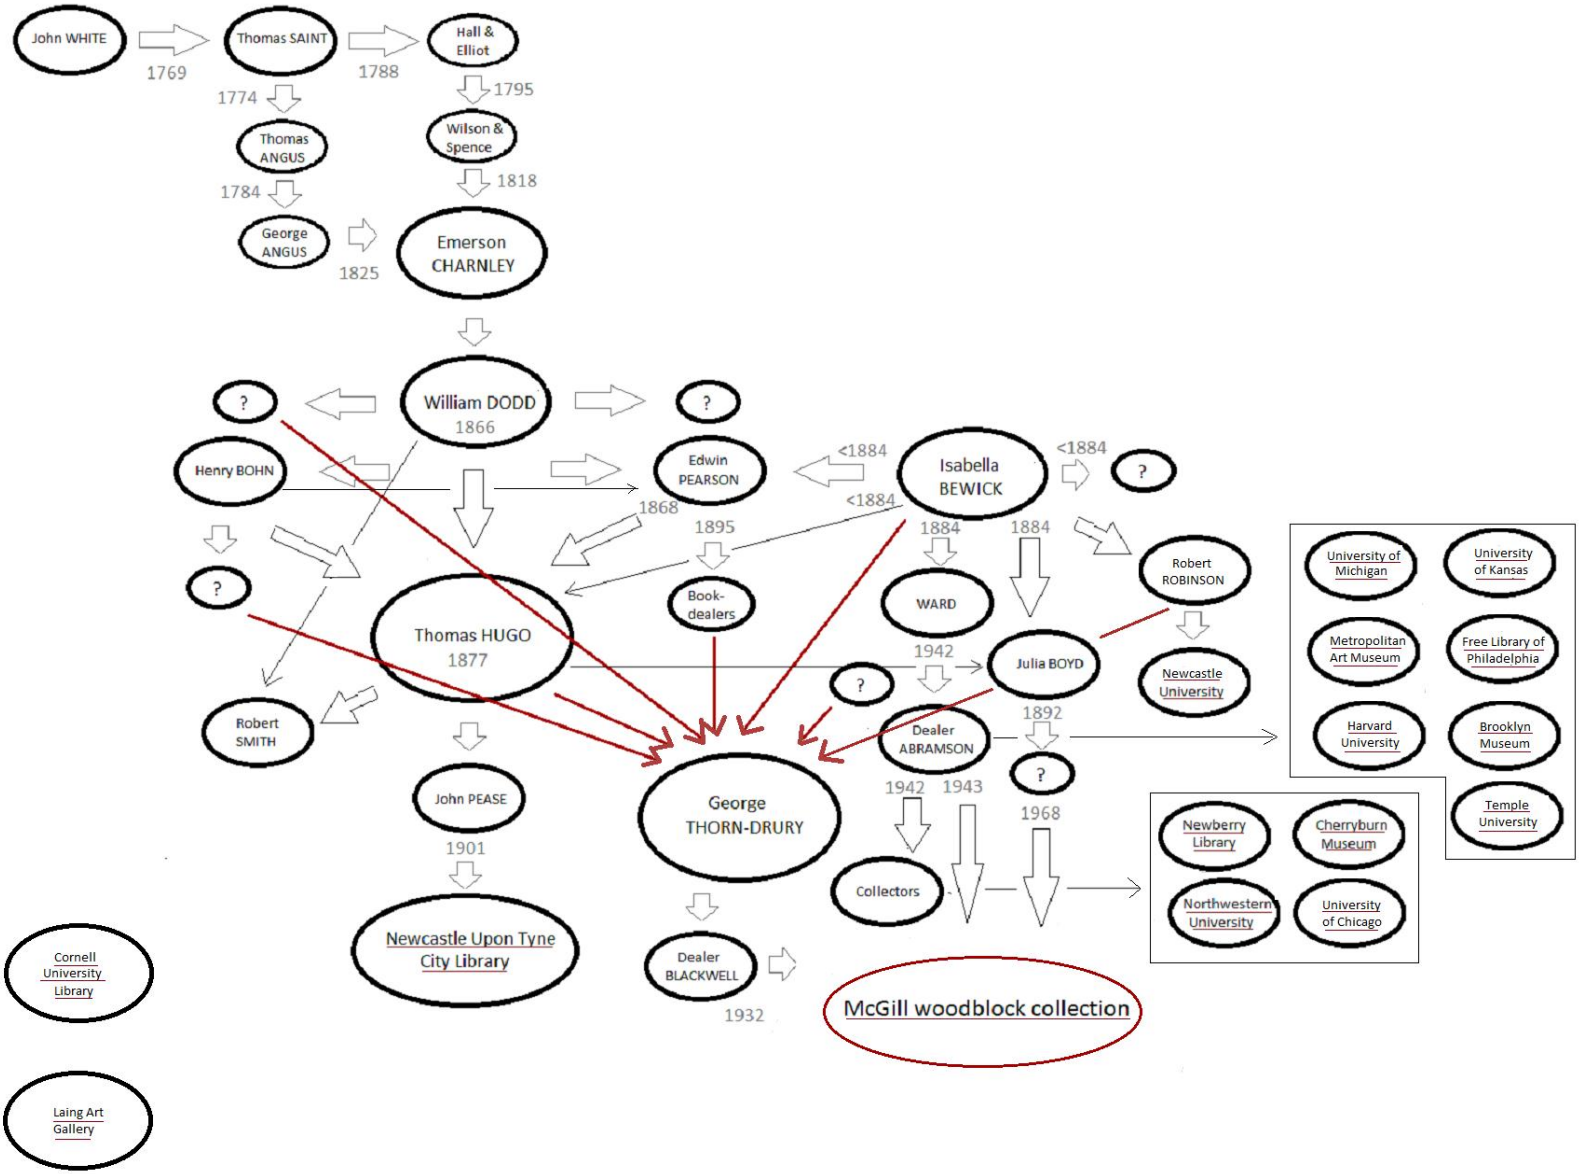 John WHITE
1769
Thomas SAINT
1788
Hall &
Elliot
1774
1795
Thomas
ANGUS
Wilson &
Spence
1784
1818
George
ANGUS
1825
Emerson
CHARNLEY
?
William DODD
1866
?
Henry BOHN
Edwin
PEARSON
<1884
Isabella
BEWICK
<1884
?
1868
<1884
1895
1884
1884
?
Book-
dealers
WARD
Robert
ROBINSON
Thomas HUGO
1877
1942
Julia BOYD
?
Newcastle
University
Robert
SMITH
1892
Dealer
ABRAMSON
?
John PEASE
George
THORN-DRURY
1942
1943
1968
1901
Collectors
Newcastle Upon Tyne
City Library
Dealer
BLACKWELL
1932
McGill woodblock collection
University of
Michigan
University
of Kansas
Metropolitan
Art Museum
Free Library of
Philadelphia
Harvard
University
Brooklyn
Museum
Temple
University
Newberry
Library
Cherryburn
Museum
Northwestern
University
University
of Chicago
Cornell
University
Library
Laing Art
Gallery